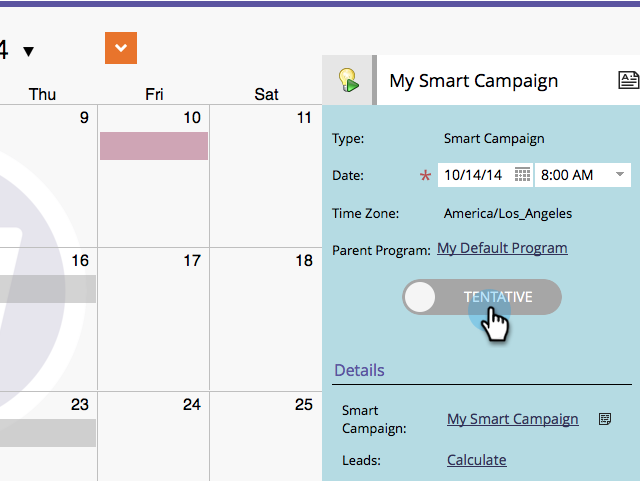 4
Thu Fri Sat
9 10 11
16 17 18
23 24 25
My Smart Campaign
Type: Smart Campaign
Date: * 10/14/14 8:00 AM
Time Zone: America/Los_Angeles
Parent Program: My Default Program
TENTATIVE
Details
Smart
Campaign: My Smart Campaign
Leads: Calculate